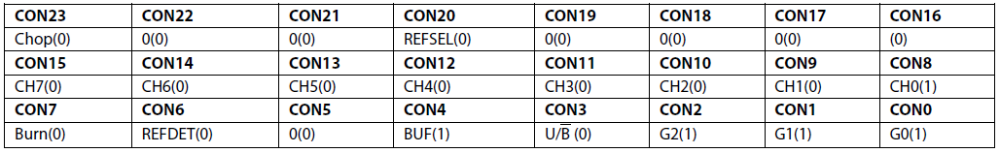 CON23 CON22 CON21 CON20 CON19 CON18 CON17 CON16
Chop(0) 0(0) 0(0) REFSEL(0) 0(0) 0(0) 0(0) (0)
CON15 CON14 CON13 CON12 CON11 CON10 CON9 CON8
CH7(0) CH6(0) CH5(0) CH4(0) CH3(0) CH2(0) CH1(0) CH0(1)
CON7 CON6 CON5 CON4 CON3 CON2 CON1 CON0
Burn(0) REFDET(0) 0(0) BUF(1) U/B̅ (0) G2(1) G1(1) G0(1)